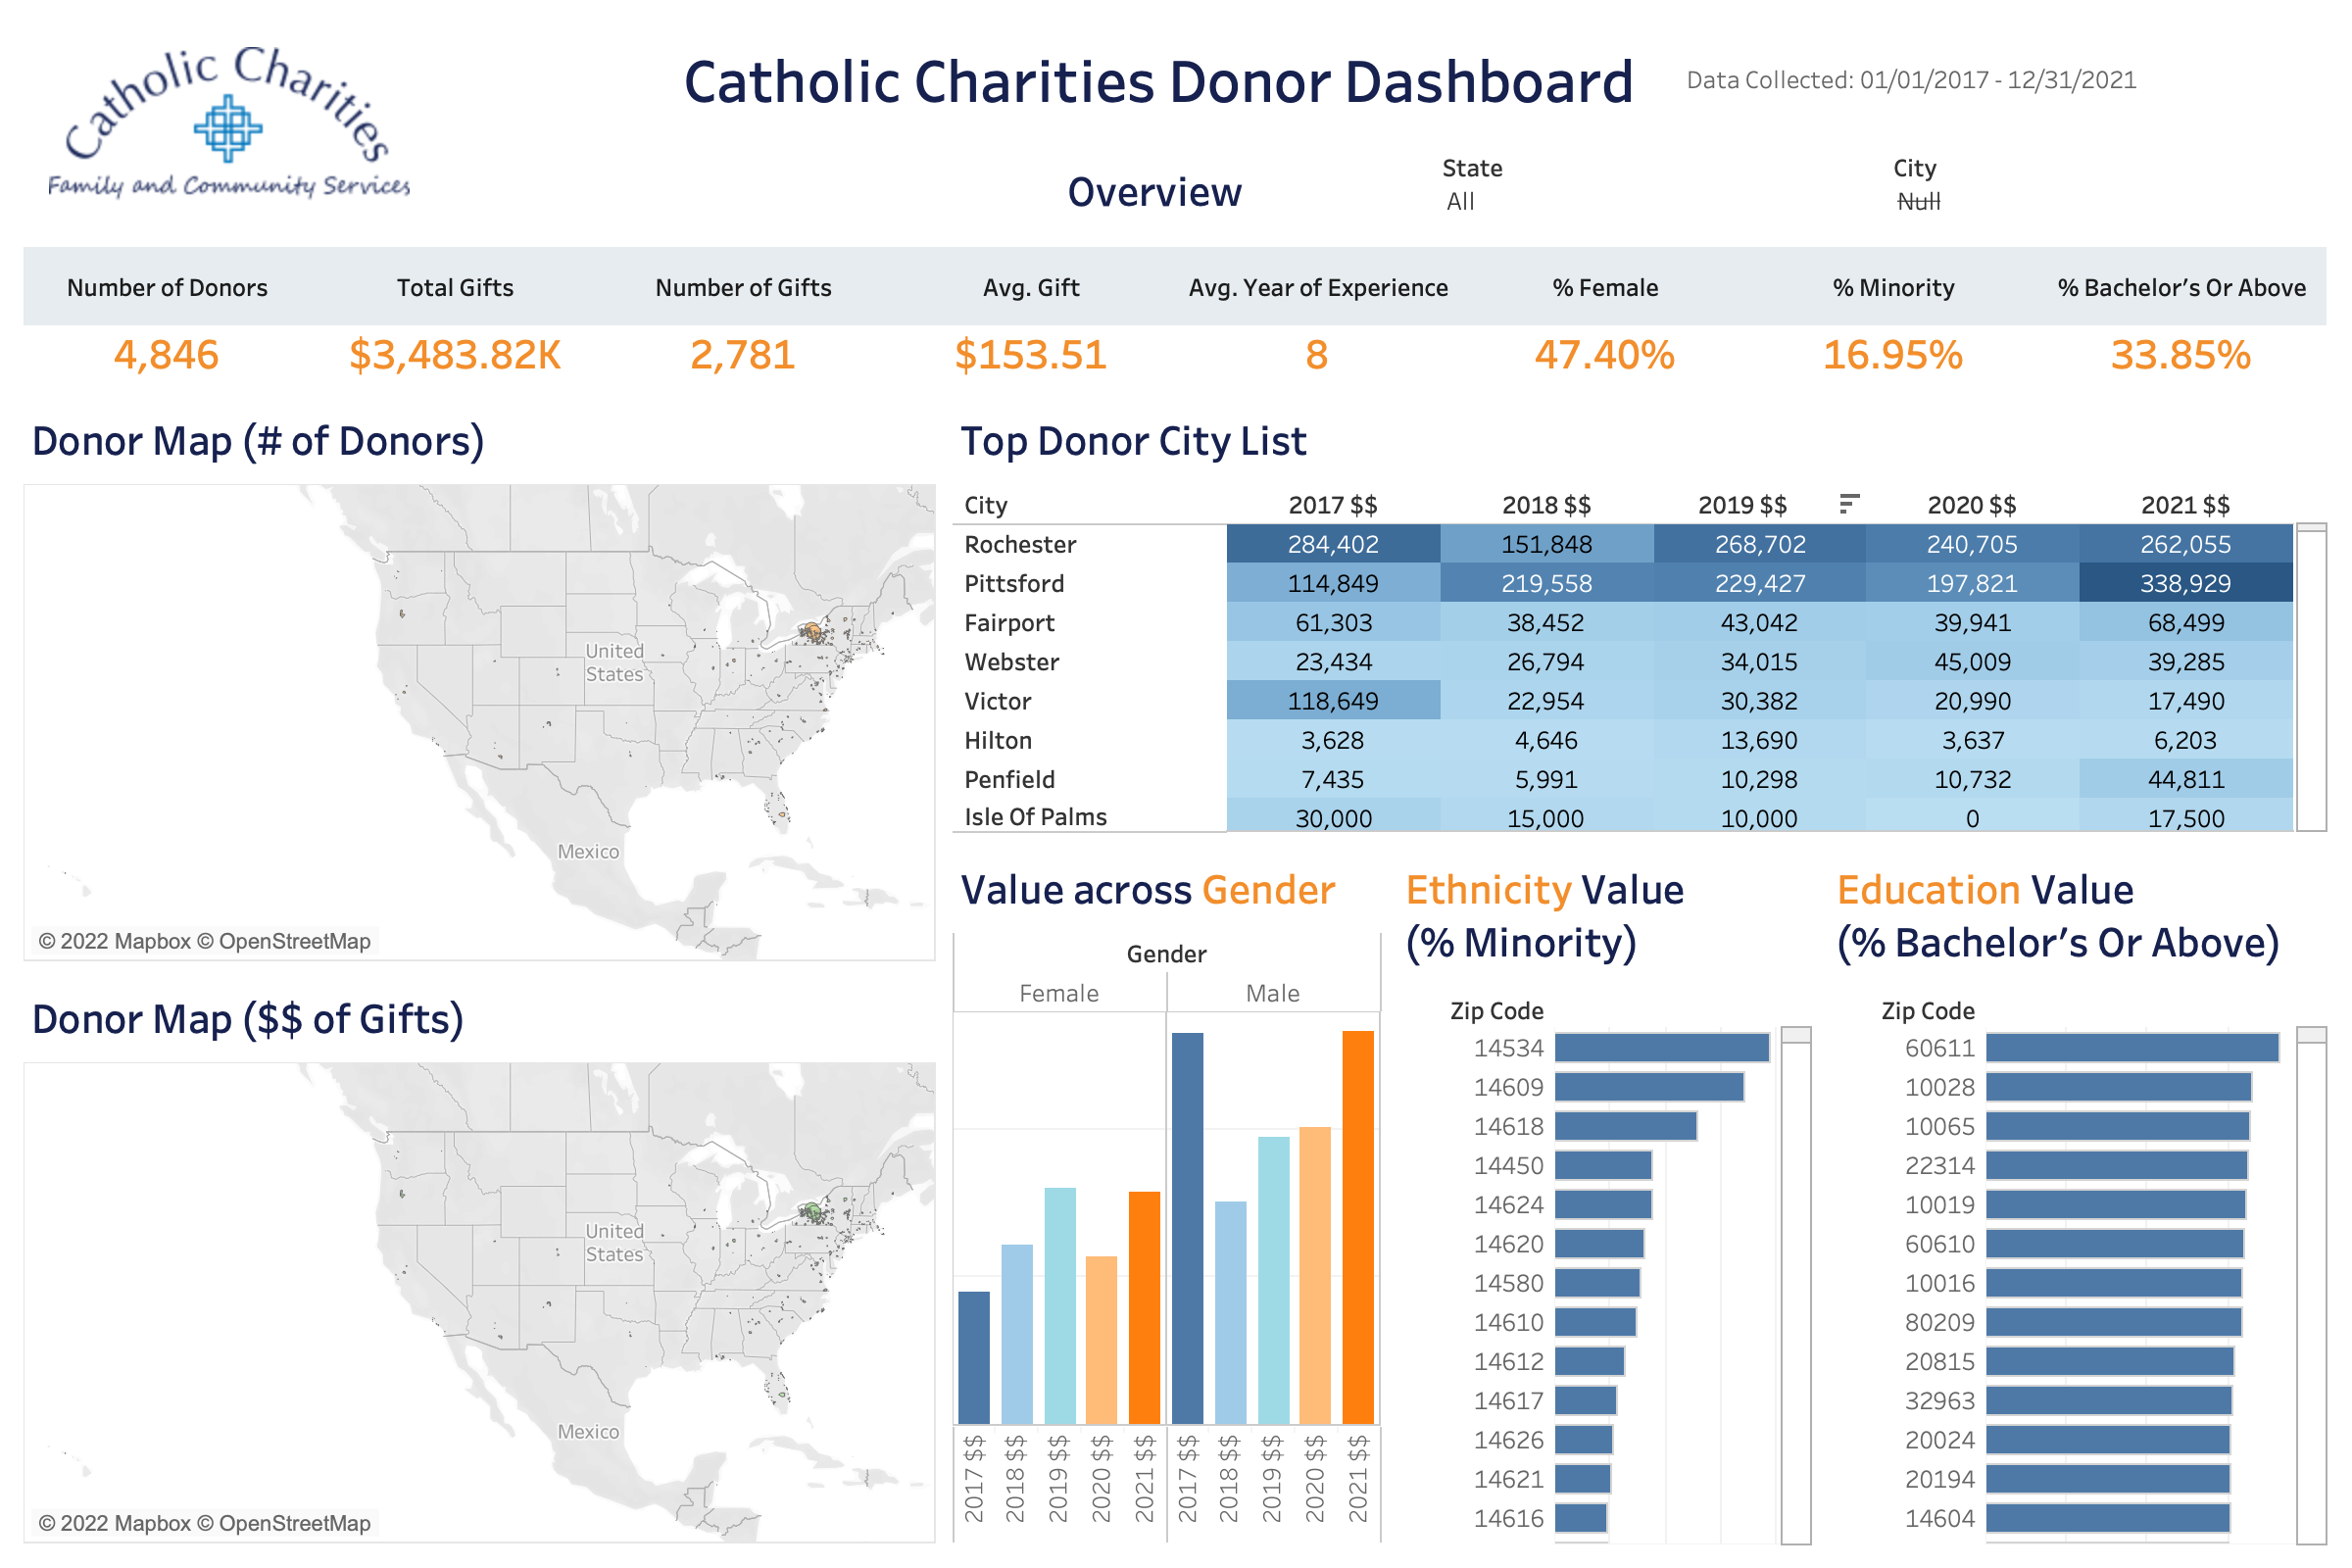 Catholic Charities
Family and Community Services
Catholic Charities Donor Dashboard
Data Collected: 01/01/2017 - 12/31/2021
Overview
State
All
City
Null
Number of Donors Total Gifts Number of Gifts Avg. Gift Avg. Year of Experience % Female % Minority % Bachelor's Or Above
4,846 $3,483.82K 2,781 $153.51 8 47.40% 16.95% 33.85%
Donor Map (# of Donors)
United
States
Mexico
© 2022 Mapbox © OpenStreetMap
Donor Map ($$ of Gifts)
United
States
Mexico
© 2022 Mapbox © OpenStreetMap
Top Donor City List
City 2017 $$ 2018 $$ 2019 $$ 2020 $$ 2021 $$
Rochester 284,402 151,848 268,702 240,705 262,055
Pittsford 114,849 219,558 229,427 197,821 338,929
Fairport 61,303 38,452 43,042 39,941 68,499
Webster 23,434 26,794 34,015 45,009 39,285
Victor 118,649 22,954 30,382 20,990 17,490
Hilton 3,628 4,646 13,690 3,637 6,203
Penfield 7,435 5,991 10,298 10,732 44,811
Isle Of Palms 30,000 15,000 10,000 0 17,500
Value across Gender
Gender
Female Male
2017 $$ 2018 $$ 2019 $$ 2020 $$ 2021 $$ 2017 $$ 2018 $$ 2019 $$ 2020 $$ 2021 $$
Ethnicity Value
(% Minority)
Zip Code
14534
14609
14618
14450
14624
14620
14580
14610
14612
14617
14626
14621
14616
Education Value
(% Bachelor's Or Above)
Zip Code
60611
10028
10065
22314
10019
60610
10016
80209
20815
32963
20024
20194
14604